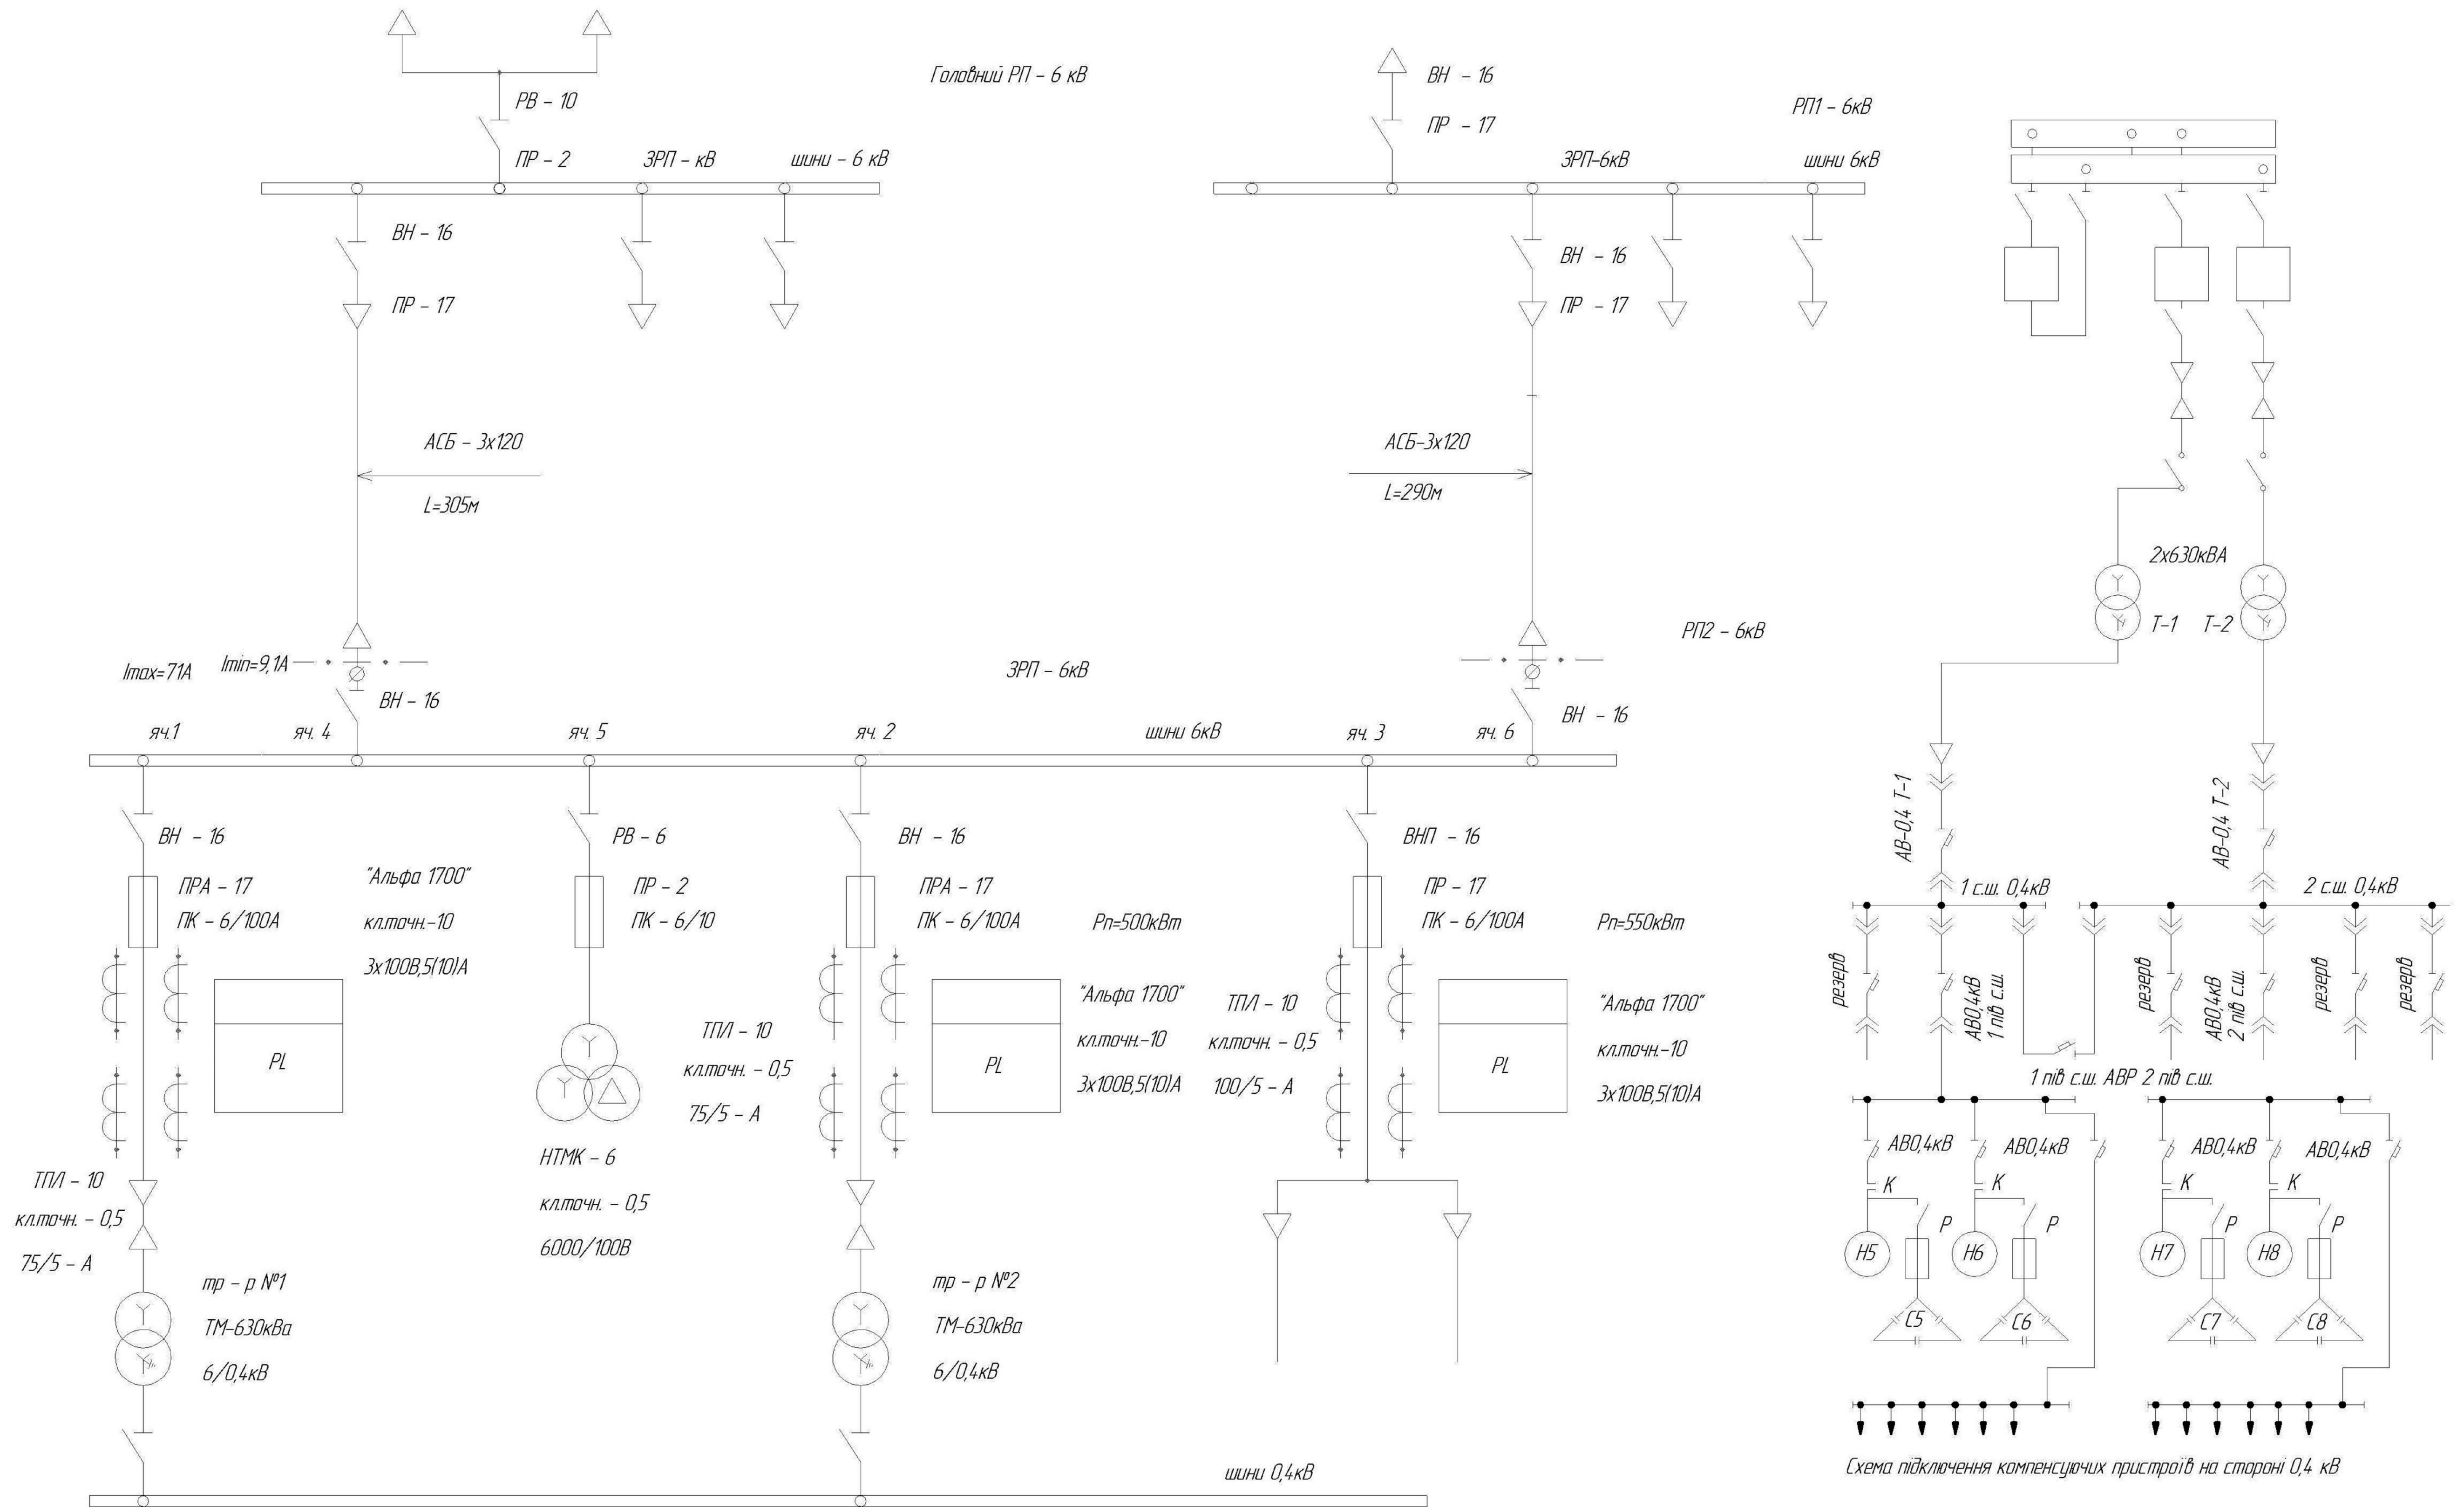 Головний РП - 6 кВ
РВ - 10
ПР - 2
ЗРП - кВ
шини - 6 кВ
ВН - 16
ПР - 17
АСБ - 3х120
L=305м
Imax=71А
Imin=9,1А
ВН - 16
ВН - 16
ПР - 17
РП1 - 6кВ
ЗРП-6кВ
шини 6кВ
ВН - 16
ПР - 17
АСБ-3х120
L=290м
РП2 - 6кВ
ЗРП - 6кВ
ВН - 16
яч.1
яч. 4
яч. 5
яч. 2
шини 6кВ
яч. 3
яч. 6
ВН - 16
ПРА - 17
ПК - 6/100А
"Альфа 1700"
кл.точн.-10
3х100В,5(10)А
PL
ТПЛ - 10
кл.точн. - 0,5
75/5 - А
тр - р №1
ТМ-630кВа
6/0,4кВ
РВ - 6
ПР - 2
ПК - 6/10
НТМК - 6
кл.точн. - 0,5
6000/100В
ВН - 16
ПРА - 17
ПК - 6/100А
ТПЛ - 10
кл.точн. - 0,5
75/5 - А
Рп=500кВт
"Альфа 1700"
кл.точн.-10
3х100В,5(10)А
PL
тр - р №2
ТМ-630кВа
6/0,4кВ
ВНП - 16
ПР - 17
ПК - 6/100А
ТПЛ - 10
кл.точн. - 0,5
100/5 - А
Рп=550кВт
"Альфа 1700"
кл.точн.-10
3х100В,5(10)А
PL
шини 0,4кВ
2х630кВА
Т-1
Т-2
АВ-0,4 Т-1
АВ-0,4 Т-2
1 с.ш. 0,4кВ
2 с.ш. 0,4кВ
резерв
АВ0,4кВ
1 пів с.ш.
резерв
АВ0,4кВ
2 пів с.ш.
резерв
резерв
1 пів с.ш. АВР 2 пів с.ш.
АВ0,4кВ
АВ0,4кВ
АВ0,4кВ
АВ0,4кВ
К
К
К
К
Р
Р
Р
Р
Н5
Н6
Н7
Н8
С5
С6
С7
С8
Схема підключення компенсуючих пристроїв на стороні 0,4 кВ